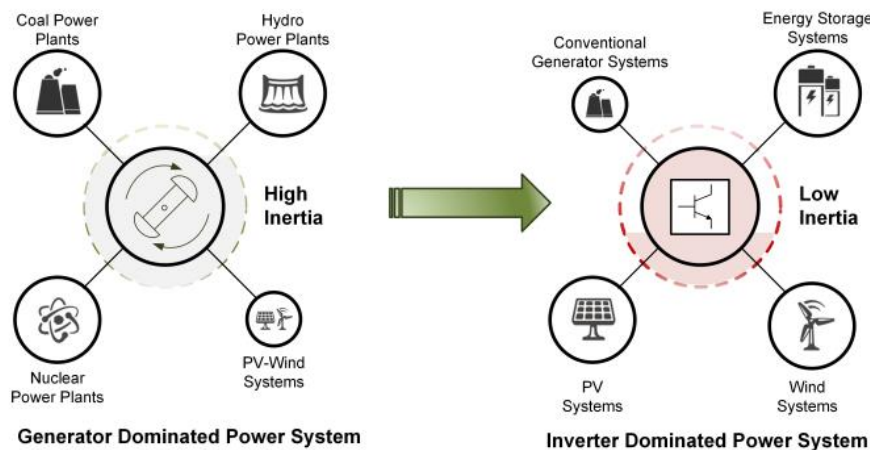 Coal Power
Plants
Hydro
Power Plants
High
Inertia
Nuclear
Power Plants
PV-Wind
Systems
Generator Dominated Power System
Conventional
Generator Systems
Energy Storage
Systems
Low
Inertia
PV
Systems
Wind
Systems
Inverter Dominated Power System